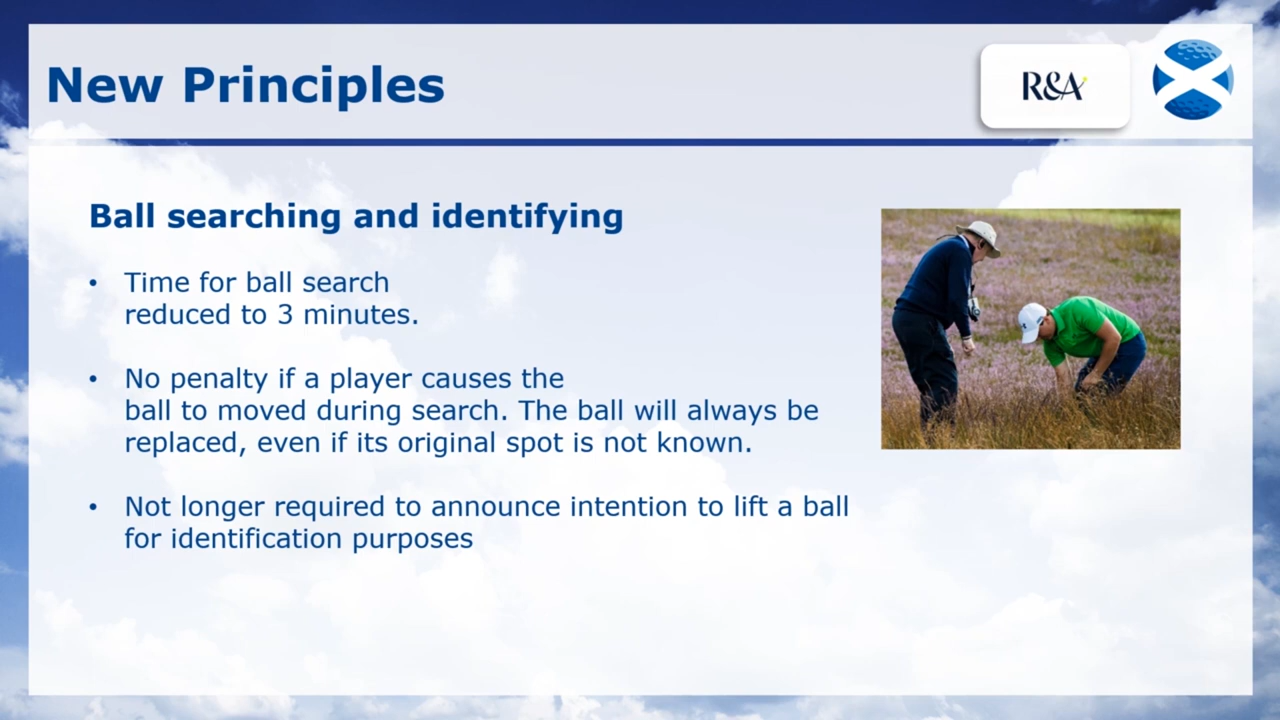 New Principles
R&A
Ball searching and identifying
• Time for ball search
reduced to 3 minutes.
• No penalty if a player causes the
ball to moved during search. The ball will always be
replaced, even if its original spot is not known.
• Not longer required to announce intention to lift a ball
for identification purposes